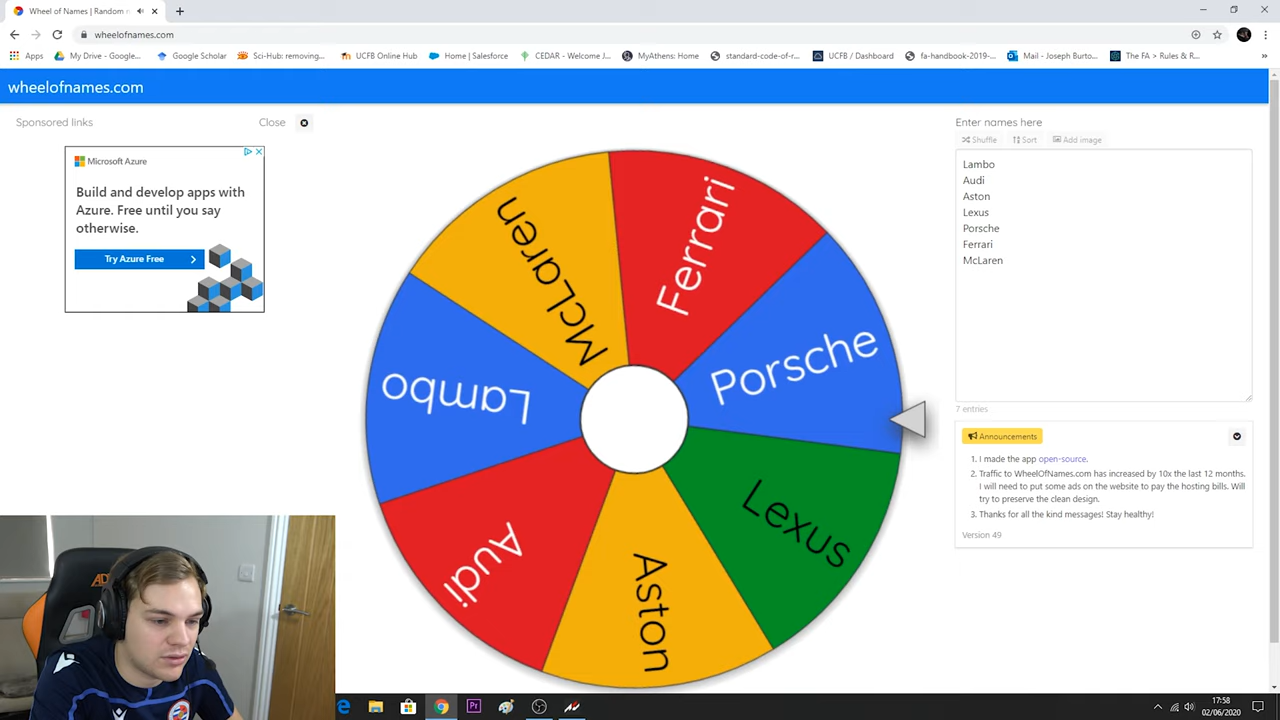 Wheel of Names | Random
wheelofnames.com
Apps
My Drive - Google...
Google Scholar
Sci-Hub: removing...
UCFB Online Hub
Home | Salesforce
CEDAR - Welcome J...
MyAthens: Home
standard-code-of-r...
UCFB / Dashboard
fa-handbook-2019-...
Mail - Joseph Burto...
The FA > Rules & R...
wheelofnames.com
Sponsored links
Close
Microsoft Azure
Build and develop apps with
Azure. Free until you say
otherwise.
Try Azure Free
McLaren
Ferrari
Porsche
Lexus
Aston
Audi
Lambo
Enter names here
Shuffle
Sort
Add image
Lambo
Audi
Aston
Lexus
Porsche
Ferrari
McLaren
7 entries
Announcements
1. I made the app open-source.
2. Traffic to WheelOfNames.com has increased by 10x the last 12 months.
I will need to put some ads on the website to pay the hosting bills. Will
try to preserve the clean design.
3. Thanks for all the kind messages! Stay healthy!
Version 49
Pr
17:58
02/06/2020